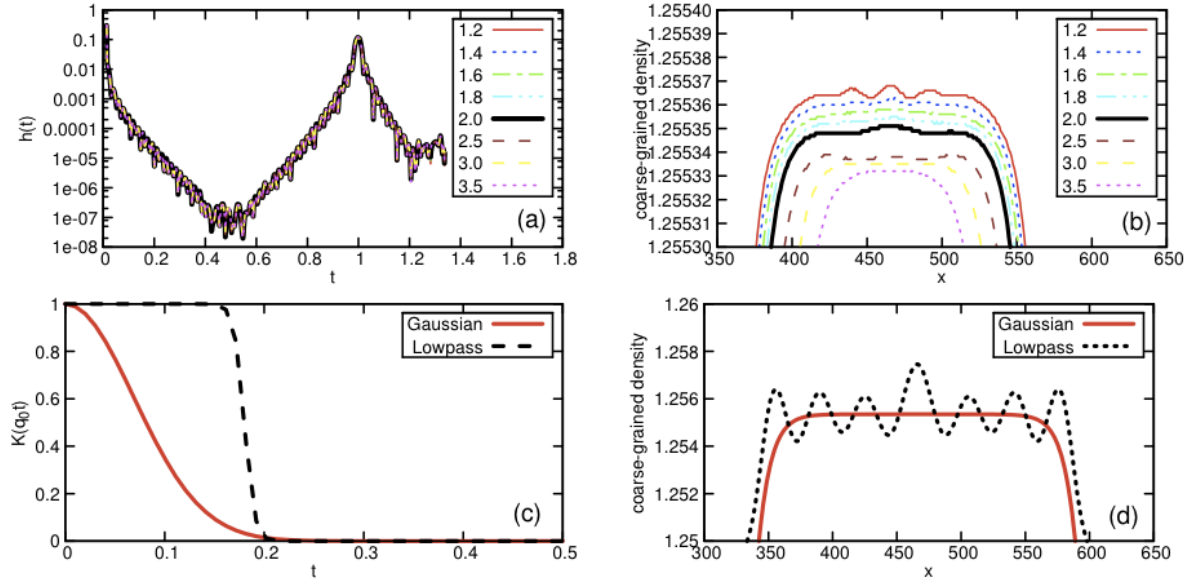 1
0.1
0.01
0.001
0.0001
1e-05
1e-06
1e-07
1e-08
h(t)
0 0.2 0.4 0.6 0.8 1 1.2 1.4 1.6 1.8
t
1.2
1.4
1.6
1.8
2.0
2.5
3.0
3.5
(a)
1.25540
1.25539
1.25538
1.25537
1.25536
1.25535
1.25534
1.25533
1.25532
1.25531
1.25530
coarse-grained density
350 400 450 500 550 600 650
x
1.2
1.4
1.6
1.8
2.0
2.5
3.0
3.5
(b)
1
0.8
0.6
0.4
0.2
0
K(q0t)
0 0.1 0.2 0.3 0.4 0.5
t
Gaussian
Lowpass
(c)
1.26
1.258
1.256
1.254
1.252
1.25
coarse-grained density
300 350 400 450 500 550 600 650
x
Gaussian
Lowpass
(d)